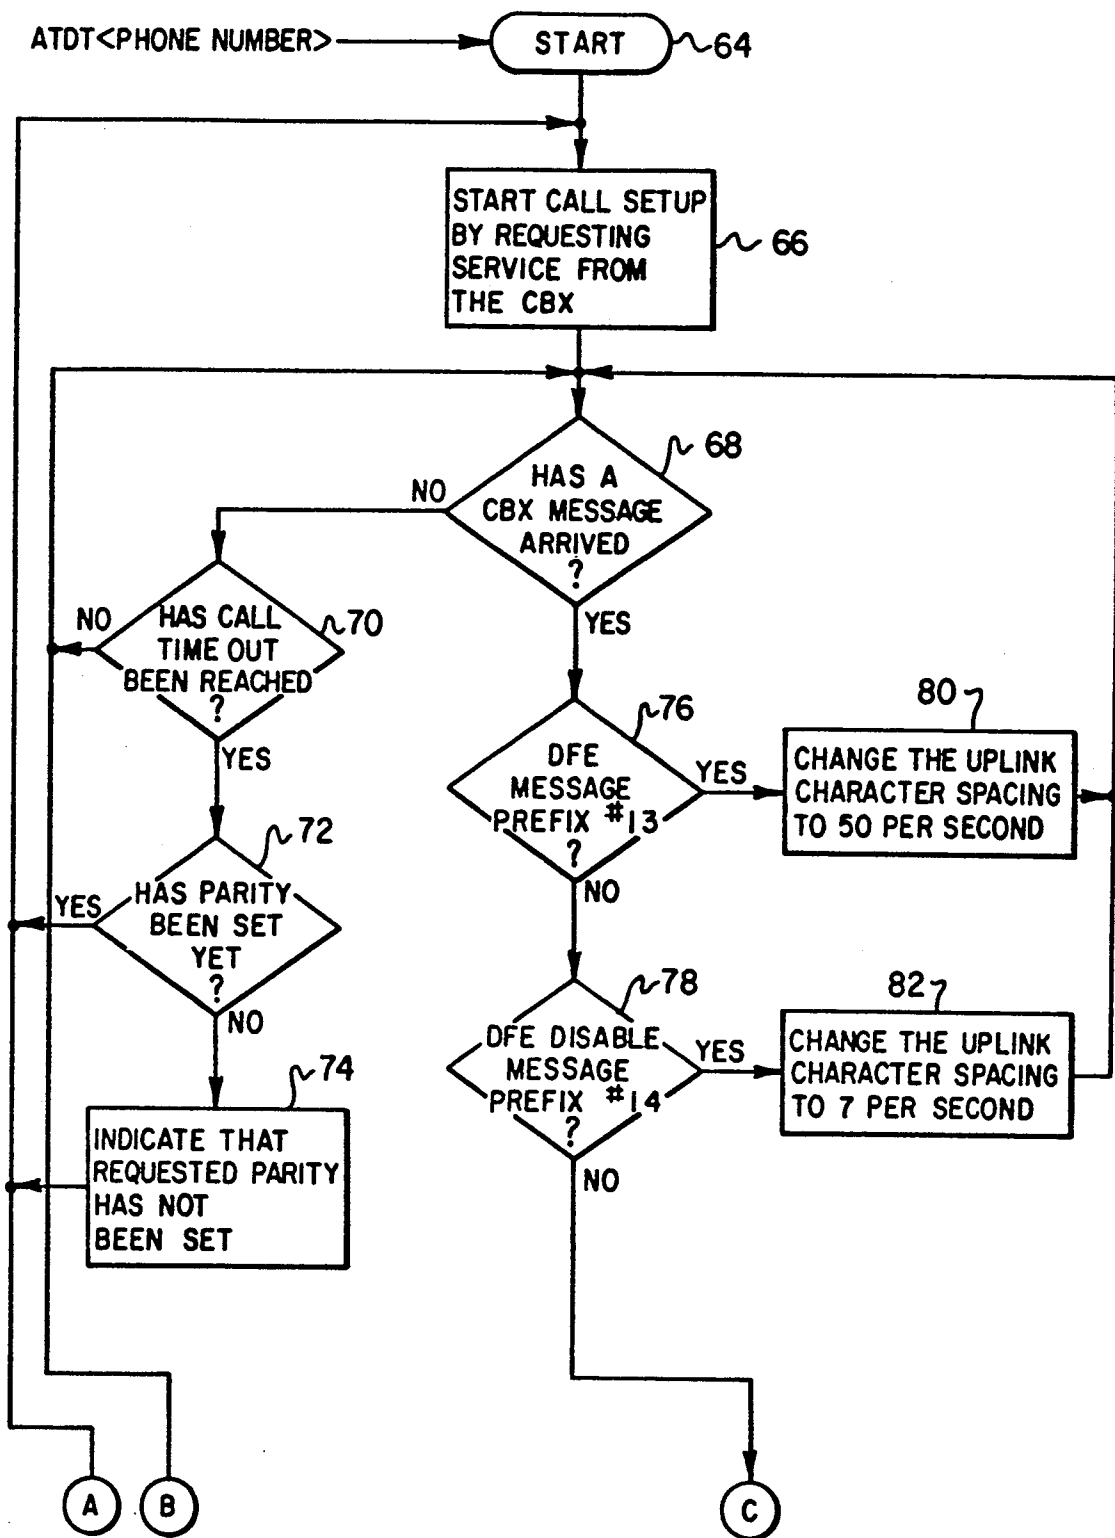 ATDT<PHONE NUMBER>
START
64
START CALL SETUP
BY REQUESTING
SERVICE FROM
THE CBX
66
68
HAS A
CBX MESSAGE
ARRIVED
?
NO
YES
NO
HAS CALL
TIME OUT
BEEN REACHED
?
70
YES
76
DFE
MESSAGE
PREFIX #13
?
YES
NO
80
CHANGE THE UPLINK
CHARACTER SPACING
TO 50 PER SECOND
72
YES
HAS PARITY
BEEN SET
YET
?
NO
78
DFE DISABLE
MESSAGE
PREFIX #14
?
YES
NO
82
CHANGE THE UPLINK
CHARACTER SPACING
TO 7 PER SECOND
74
INDICATE THAT
REQUESTED PARITY
HAS NOT
BEEN SET
A
B
C